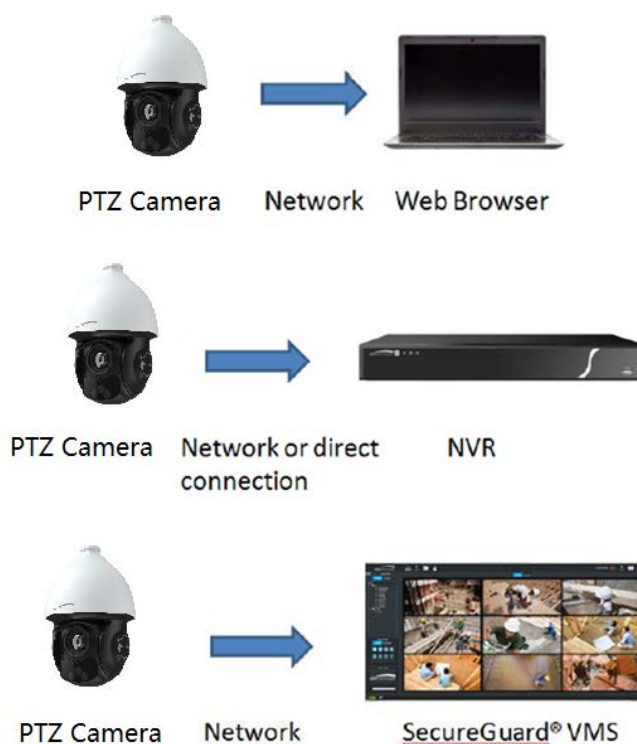 PTZ Camera Network Web Browser
PTZ Camera Network or direct NVR
connection
PTZ Camera Network SecureGuard® VMS